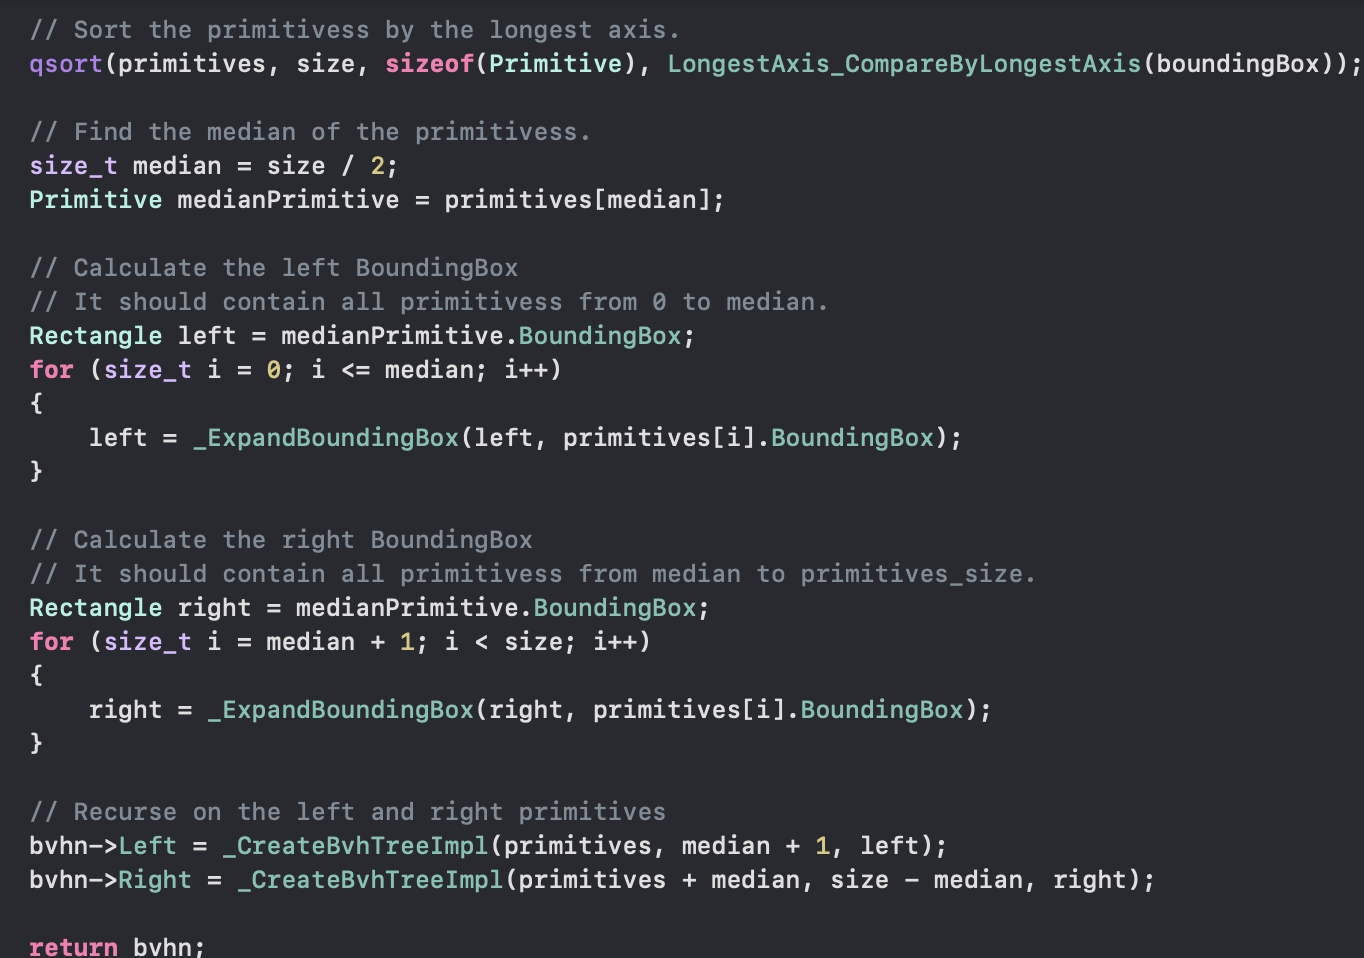 // Sort the primitivess by the longest axis.
qsort(primitives, size, sizeof(Primitive), LongestAxis_CompareByLongestAxis(boundingBox));
// Find the median of the primitivess.
size_t median = size / 2;
Primitive medianPrimitive = primitives[median];
// Calculate the left BoundingBox
// It should contain all primitivess from 0 to median.
Rectangle left = medianPrimitive.BoundingBox;
for (size_t i = 0; i <= median; i++)
{
    left = _ExpandBoundingBox(left, primitives[i].BoundingBox);
}
// Calculate the right BoundingBox
// It should contain all primitivess from median to primitives_size.
Rectangle right = medianPrimitive.BoundingBox;
for (size_t i = median + 1; i < size; i++)
{
    right = _ExpandBoundingBox(right, primitives[i].BoundingBox);
}
// Recurse on the left and right primitives
bvhn->Left = _CreateBvhTreeImpl(primitives, median + 1, left);
bvhn->Right = _CreateBvhTreeImpl(primitives + median, size - median, right);
return bvhn;